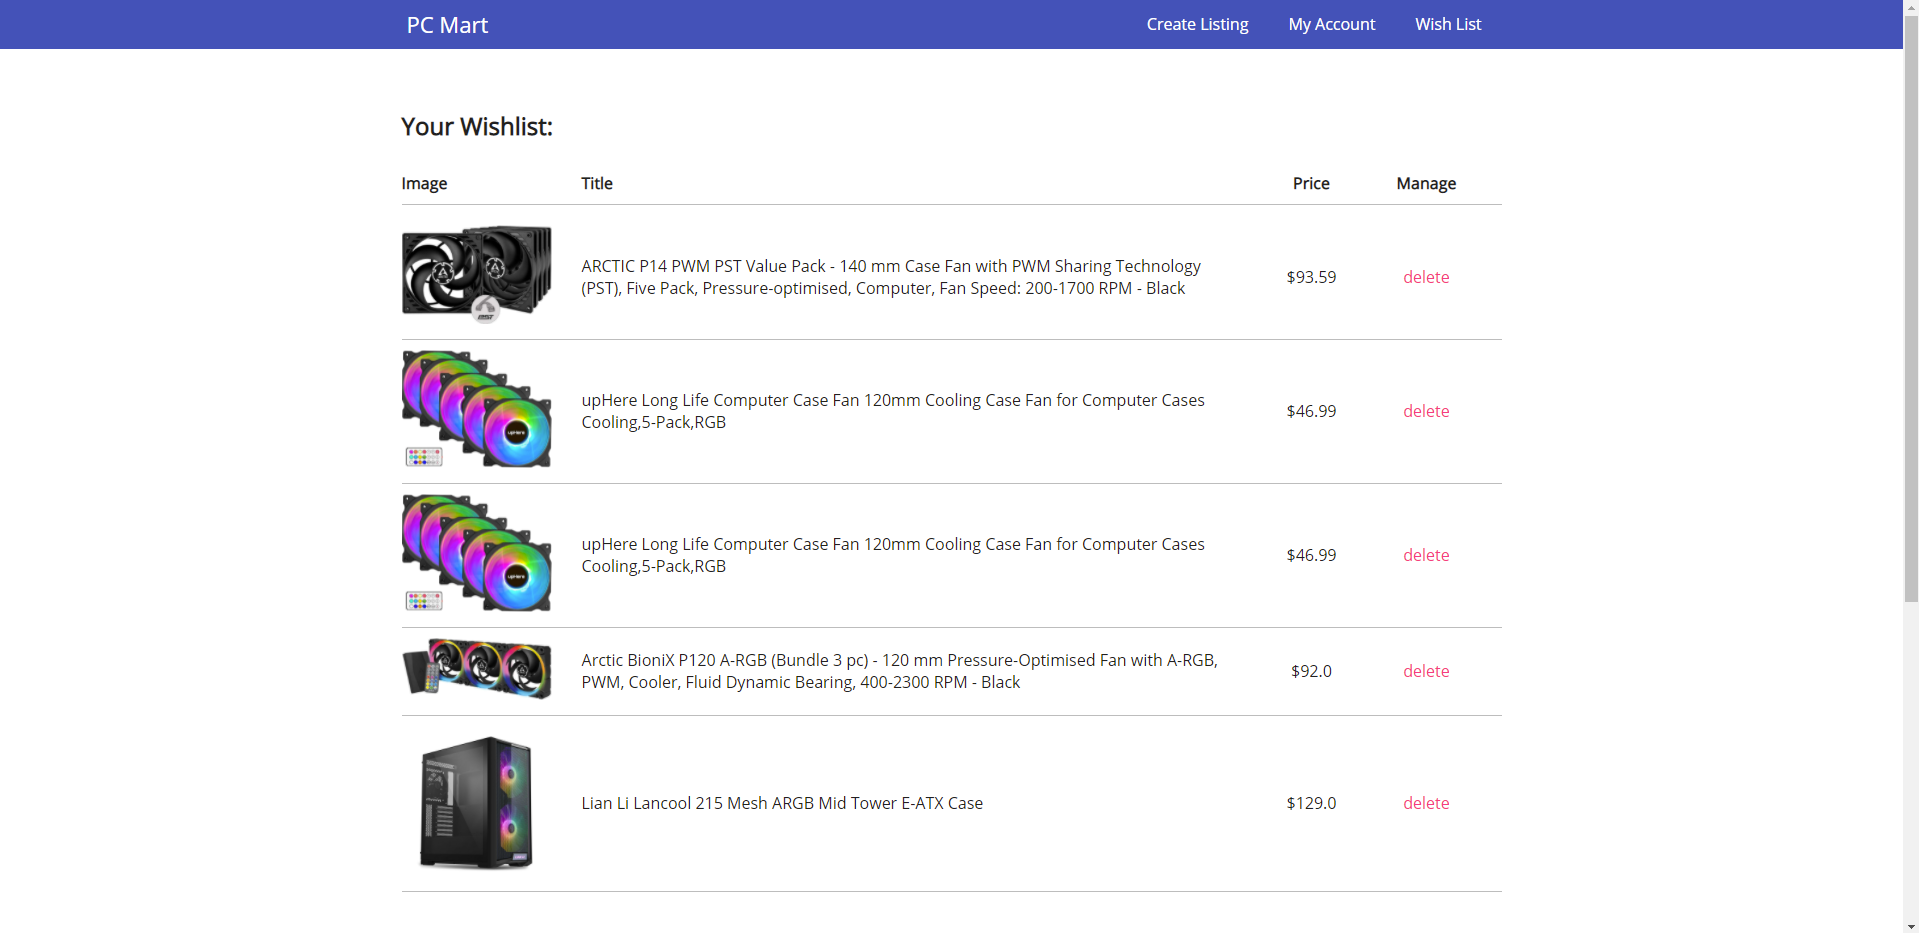 PC Mart
Create Listing
My Account
Wish List
Your Wishlist:
Image
Title
Price
Manage
ARCTIC P14 PWM PST Value Pack - 140 mm Case Fan with PWM Sharing Technology
(PST), Five Pack, Pressure-optimised, Computer, Fan Speed: 200-1700 RPM - Black
$93.59
delete
upHere Long Life Computer Case Fan 120mm Cooling Case Fan for Computer Cases
Cooling,5-Pack,RGB
$46.99
delete
upHere
upHere Long Life Computer Case Fan 120mm Cooling Case Fan for Computer Cases
Cooling,5-Pack,RGB
$46.99
delete
upHere
Arctic BioniX P120 A-RGB (Bundle 3 pc) - 120 mm Pressure-Optimised Fan with A-RGB,
PWM, Cooler, Fluid Dynamic Bearing, 400-2300 RPM - Black
$92.0
delete
Lian Li Lancool 215 Mesh ARGB Mid Tower E-ATX Case
$129.0
delete